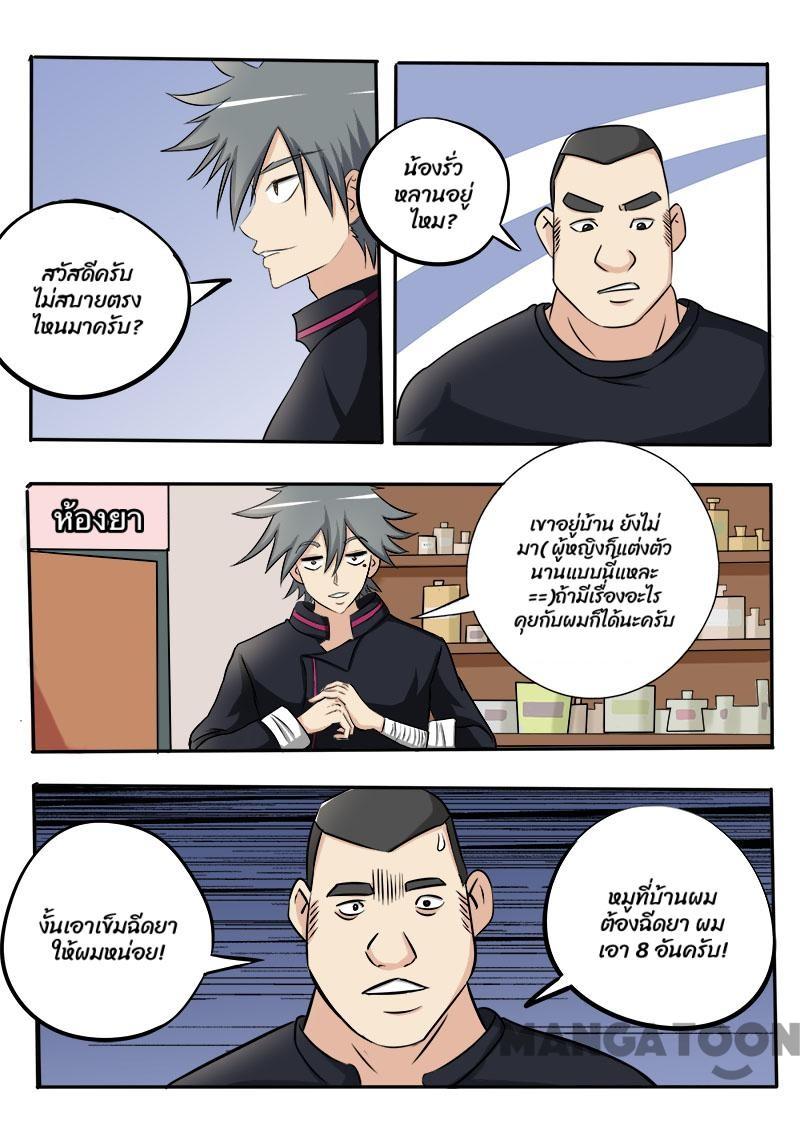 สวัสดีครับ
ไม่สบายตรง
ไหนมาครับ?
น้องรั่ว
หลานอยู่
ไหม?
ห้องยา
เขาอยู่บ้าน ยังไม่
มา( ผู้หญิงก็แต่งตัว
นานแบบนี้แหละ
==)ถ้ามีเรื่องอะไร
คุยกับผมก็ได้นะครับ
งั้นเอาเข็มฉีดยา
ให้ผมหน่อย!
หมูที่บ้านผม
ต้องฉีดยา ผม
เอา 8 อันครับ!
MANGATOON